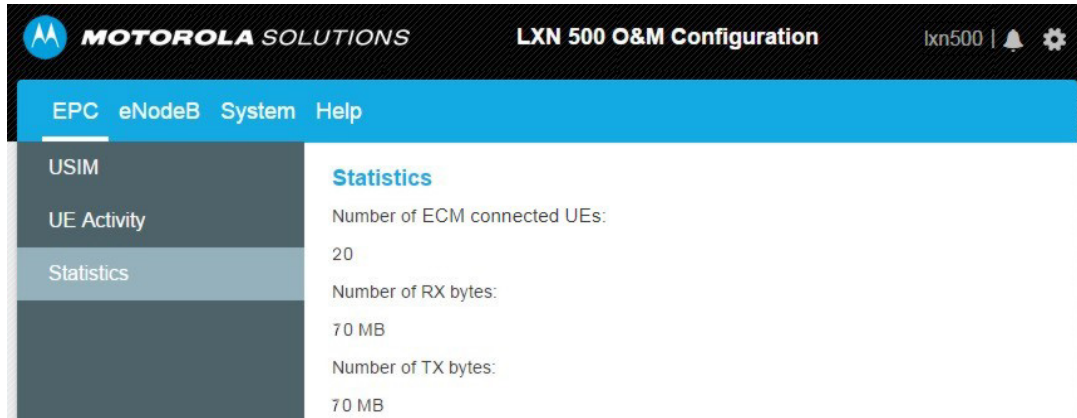 MOTOROLA SOLUTIONS LXN 500 O&M Configuration lxn500 |
EPC eNodeB System Help
USIM
UE Activity
Statistics
Statistics
Number of ECM connected UEs:
20
Number of RX bytes:
70 MB
Number of TX bytes:
70 MB